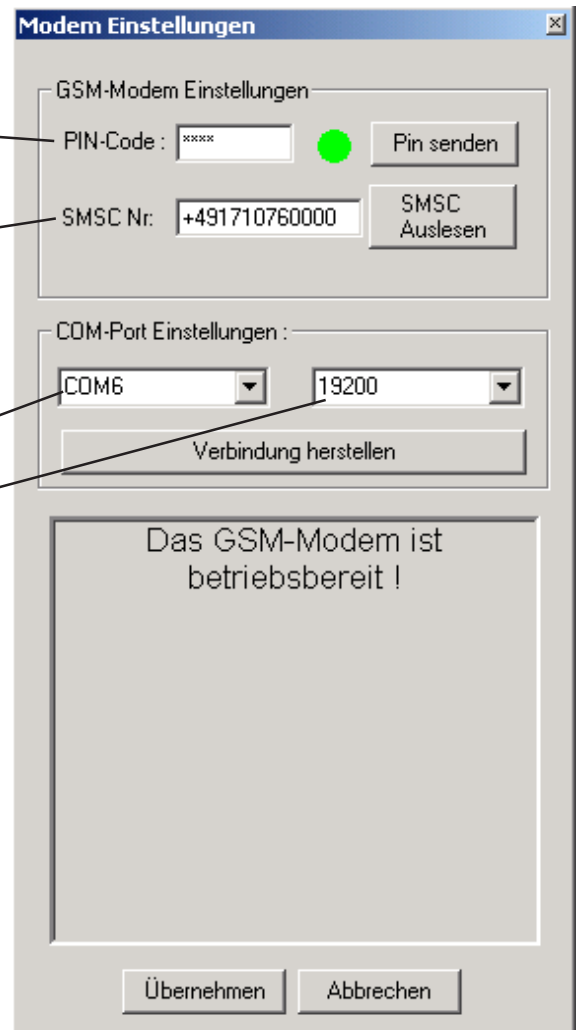 Modem Einstellungen
GSM-Modem Einstellungen
PIN-Code : **** Pin senden
SMSC Nr: +491710760000 SMSC
Auslesen
COM-Port Einstellungen :
COM6 19200
Verbindung herstellen
Das GSM-Modem ist
betriebsbereit !
Übernehmen Abbrechen